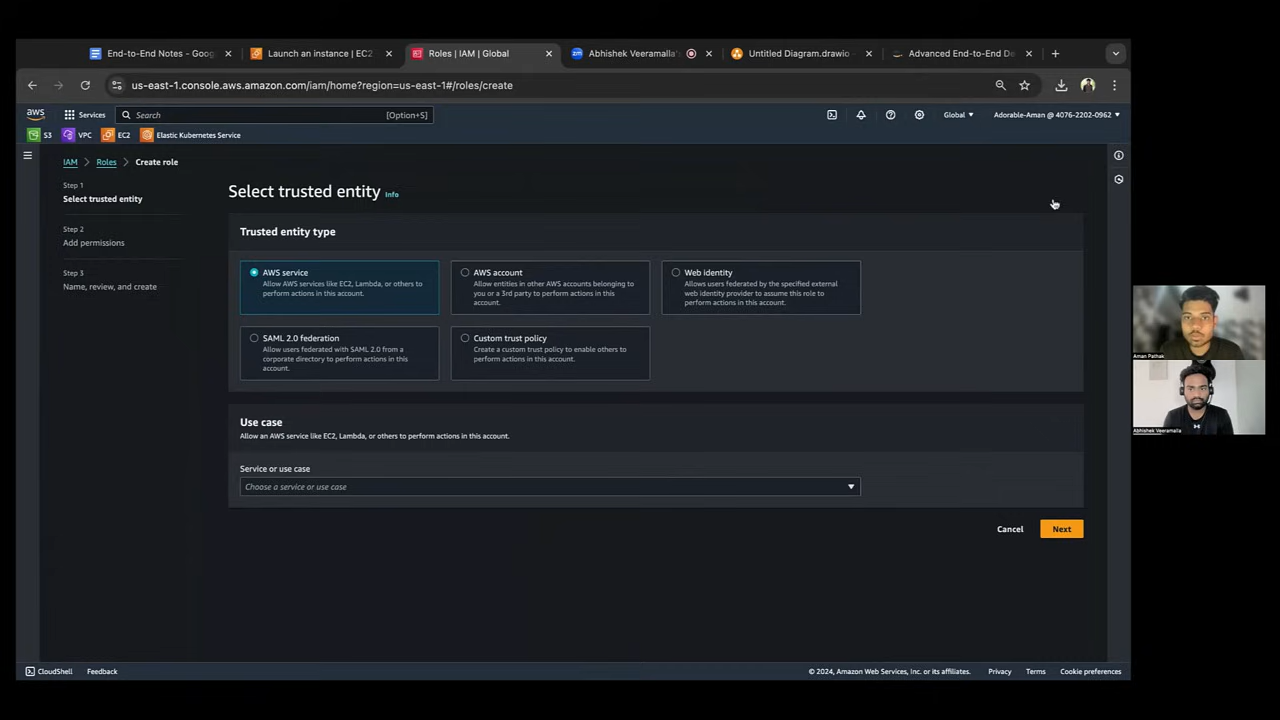 End-to-End Notes - Goog
Launch an instance | EC2
Roles | IAM | Global
Abhishek Veeramalla's
Untitled Diagram.drawio -
Advanced End-to-End De
us-east-1.console.aws.amazon.com/iam/home?region=us-east-1#/roles/create
aws
Services
Search
[Option+S]
Global
Adorable-Aman @ 4076-2202-0962
S3
VPC
EC2
Elastic Kubernetes Service
IAM
Roles
Create role
Step 1
Select trusted entity
Step 2
Add permissions
Step 3
Name, review, and create
Select trusted entity Info
Trusted entity type
AWS service
Allow AWS services like EC2, Lambda, or others to
perform actions in this account.
AWS account
Allow entities in other AWS accounts belonging to
you or a 3rd party to perform actions in this
account.
Web identity
Allows users federated by the specified external
web identity provider to assume this role to
perform actions in this account.
SAML 2.0 federation
Allow users federated with SAML 2.0 from a
corporate directory to perform actions in this
account.
Custom trust policy
Create a custom trust policy to enable others to
perform actions in this account.
Use case
Allow an AWS service like EC2, Lambda, or others to perform actions in this account.
Service or use case
Choose a service or use case
Cancel
Next
Aman Pathak
Abhishek Veeramalla
CloudShell
Feedback
© 2024, Amazon Web Services, Inc. or its affiliates.
Privacy
Terms
Cookie preferences